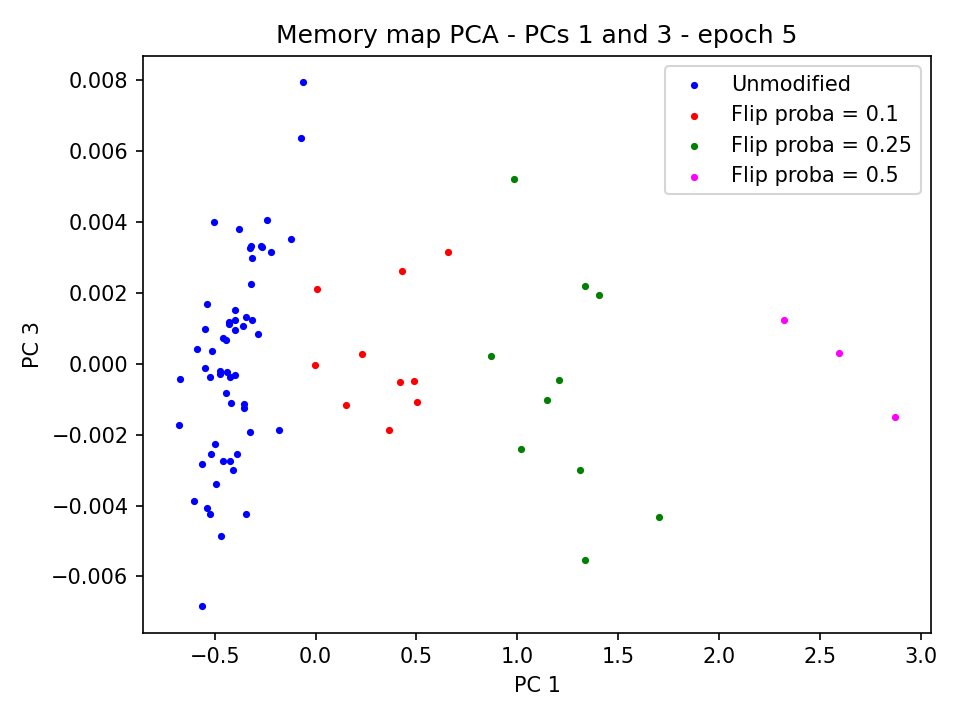 Memory map PCA - PCs 1 and 3 - epoch 5
Unmodified
Flip proba = 0.1
Flip proba = 0.25
Flip proba = 0.5
0.008
0.006
0.004
0.002
0.000
−0.002
−0.004
−0.006
PC 3
−0.5 0.0 0.5 1.0 1.5 2.0 2.5 3.0
PC 1